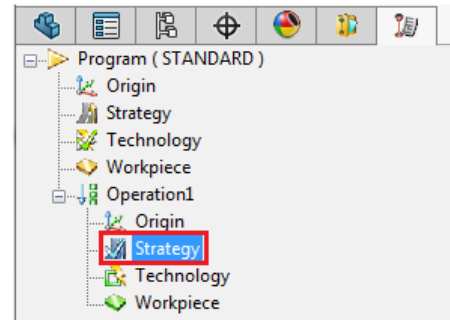 Program ( STANDARD )
Origin
Strategy
Technology
Workpiece
Operation1
Origin
Strategy
Technology
Workpiece